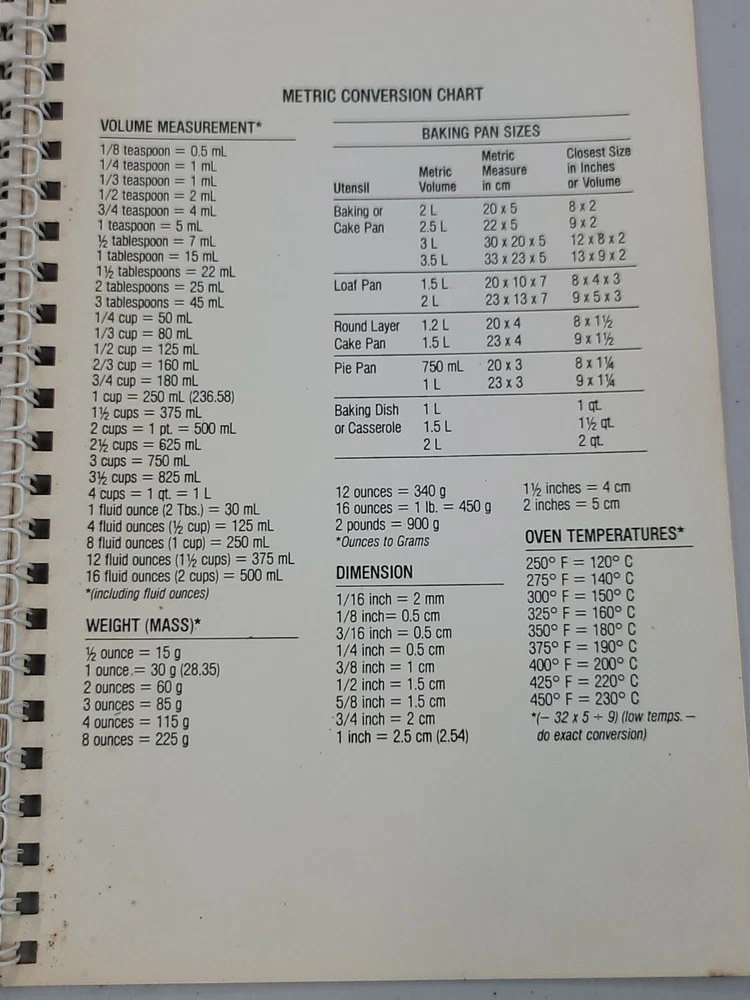 METRIC CONVERSION CHART
VOLUME MEASUREMENT*
1/8 teaspoon = 0.5 mL
1/4 teaspoon = 1 mL
1/3 teaspoon = 1 mL
1/2 teaspoon = 2 mL
3/4 teaspoon = 4 mL
1 teaspoon = 5 mL
½ tablespoon = 7 mL
1 tablespoon = 15 mL
1½ tablespoons = 22 mL
2 tablespoons = 25 mL
3 tablespoons = 45 mL
1/4 cup = 50 mL
1/3 cup = 80 mL
1/2 cup = 125 mL
2/3 cup = 160 mL
3/4 cup = 180 mL
1 cup = 250 mL (236.58)
1½ cups = 375 mL
2 cups = 1 pt. = 500 mL
2½ cups = 625 mL
3 cups = 750 mL
3½ cups = 825 mL
4 cups = 1 qt. = 1 L
1 fluid ounce (2 Tbs.) = 30 mL
4 fluid ounces (½ cup) = 125 mL
8 fluid ounces (1 cup) = 250 mL
12 fluid ounces (1½ cups) = 375 mL
16 fluid ounces (2 cups) = 500 mL
*(including fluid ounces)
WEIGHT (MASS)*
½ ounce = 15 g
1 ounce = 30 g (28.35)
2 ounces = 60 g
3 ounces = 85 g
4 ounces = 115 g
8 ounces = 225 g
BAKING PAN SIZES
Utensil Metric Volume Metric Measure in cm Closest Size in Inches or Volume
Baking or 2 L 20 x 5 8 x 2
Cake Pan 2.5 L 22 x 5 9 x 2
3 L 30 x 20 x 5 12 x 8 x 2
3.5 L 33 x 23 x 5 13 x 9 x 2
Loaf Pan 1.5 L 20 x 10 x 7 8 x 4 x 3
2 L 23 x 13 x 7 9 x 5 x 3
Round Layer 1.2 L 20 x 4 8 x 1½
Cake Pan 1.5 L 23 x 4 9 x 1½
Pie Pan 750 mL 20 x 3 8 x 1¼
1 L 23 x 3 9 x 1¼
Baking Dish 1 L 1 qt.
or Casserole 1.5 L 1½ qt.
2 L 2 qt.
12 ounces = 340 g
16 ounces = 1 lb. = 450 g
2 pounds = 900 g
*Ounces to Grams
DIMENSION
1/16 inch = 2 mm
1/8 inch= 0.5 cm
3/16 inch = 0.5 cm
1/4 inch = 0.5 cm
3/8 inch = 1 cm
1/2 inch = 1.5 cm
5/8 inch = 1.5 cm
3/4 inch = 2 cm
1 inch = 2.5 cm (2.54)
1½ inches = 4 cm
2 inches = 5 cm
OVEN TEMPERATURES*
250° F = 120° C
275° F = 140° C
300° F = 150° C
325° F = 160° C
350° F = 180° C
375° F = 190° C
400° F = 200° C
425° F = 220° C
450° F = 230° C
*(– 32 x 5 ÷ 9) (low temps. –
do exact conversion)